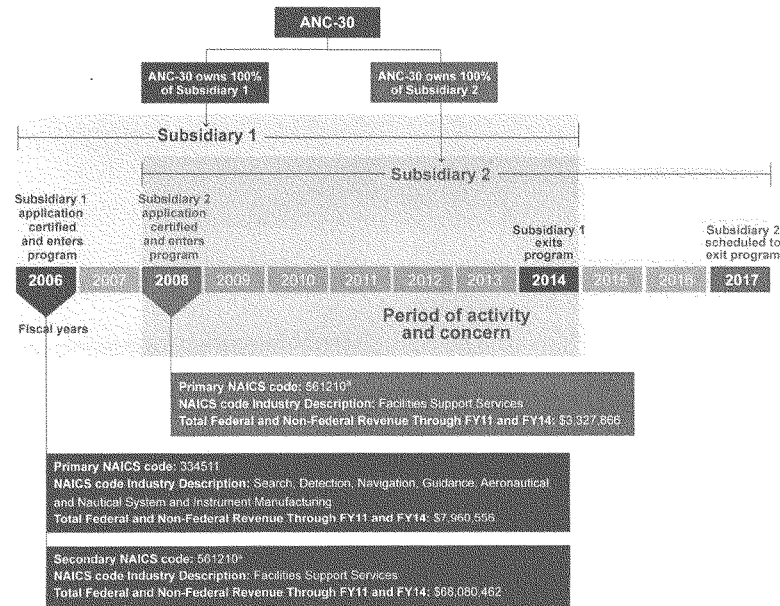 ANC-30
ANC-30 owns 100%
of Subsidiary 1
ANC-30 owns 100%
of Subsidiary 2
Subsidiary 1
Subsidiary 2
Subsidiary 1
application
certified
and enters
program
Subsidiary 2
application
certified
and enters
program
Subsidiary 1
exits
program
Subsidiary 2
scheduled to
exit program
2006 2007 2008 2009 2010 2011 2012 2013 2014 2015 2016 2017
Fiscal years
Period of activity
and concern
Primary NAICS code: 561210ª
NAICS code Industry Description: Facilities Support Services
Total Federal and Non-Federal Revenue Through FY11 and FY14: $3,327,866
Primary NAICS code: 334511
NAICS code Industry Description: Search, Detection, Navigation, Guidance, Aeronautical
and Nautical System and Instrument Manufacturing
Total Federal and Non-Federal Revenue Through FY11 and FY14: $7,960,556
Secondary NAICS code: 561210ª
NAICS code Industry Description: Facilities Support Services
Total Federal and Non-Federal Revenue Through FY11 and FY14: $68,080,462